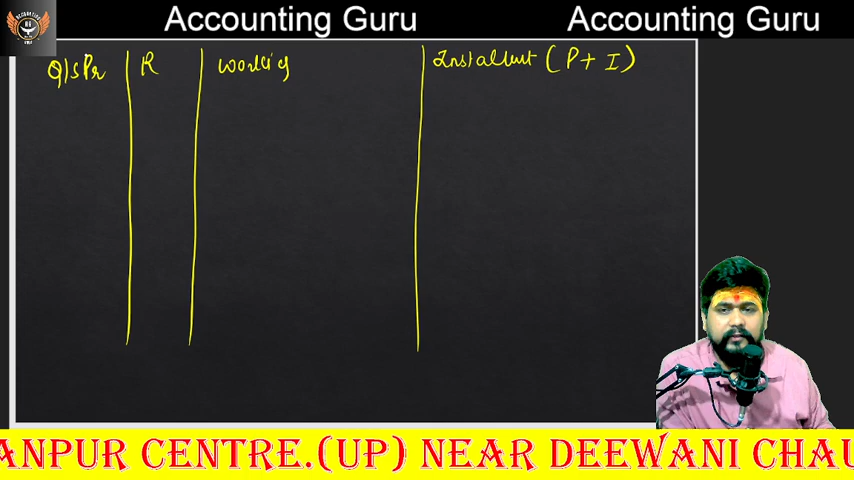 Accounting Guru Accounting Guru
O/S Pr R Working Installment (P + I)
ANPUR CENTRE.(UP) NEAR DEEWANI CHAU